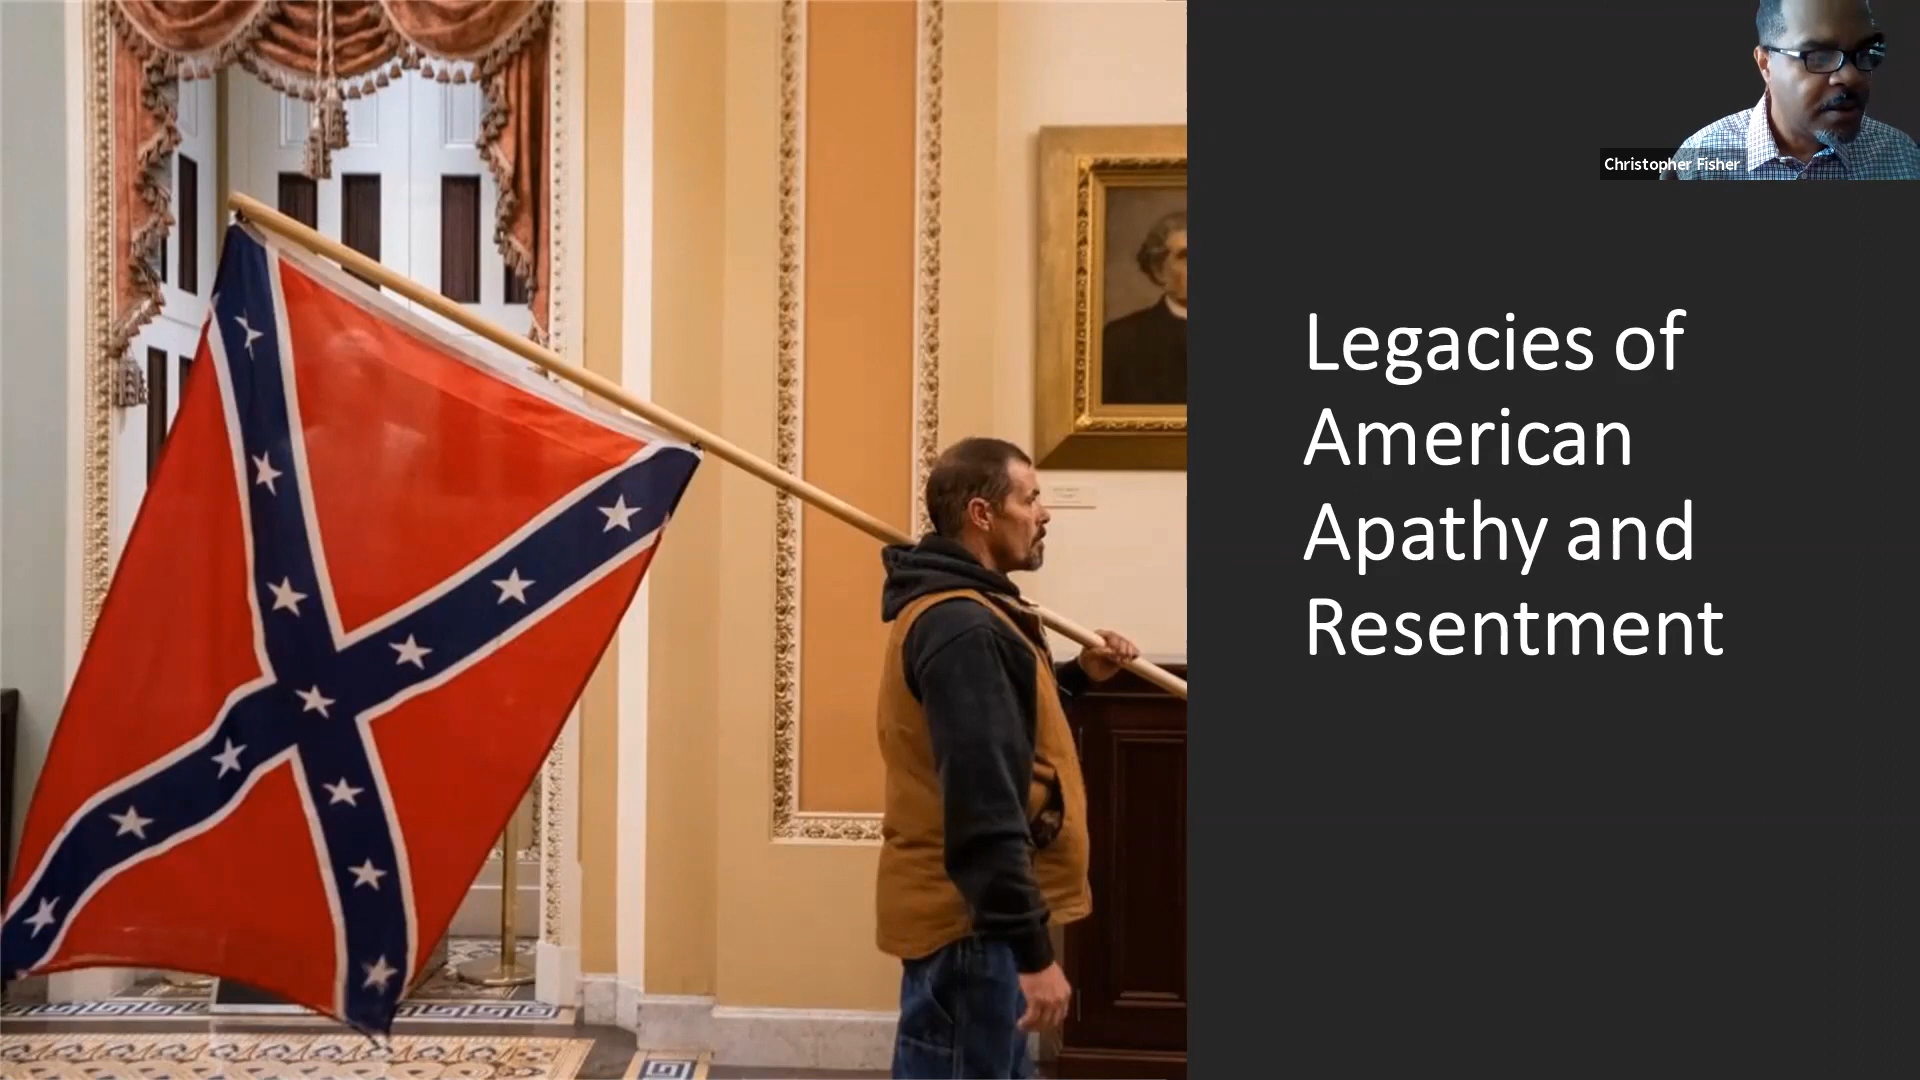 Christopher Fisher
Legacies of
American
Apathy and
Resentment